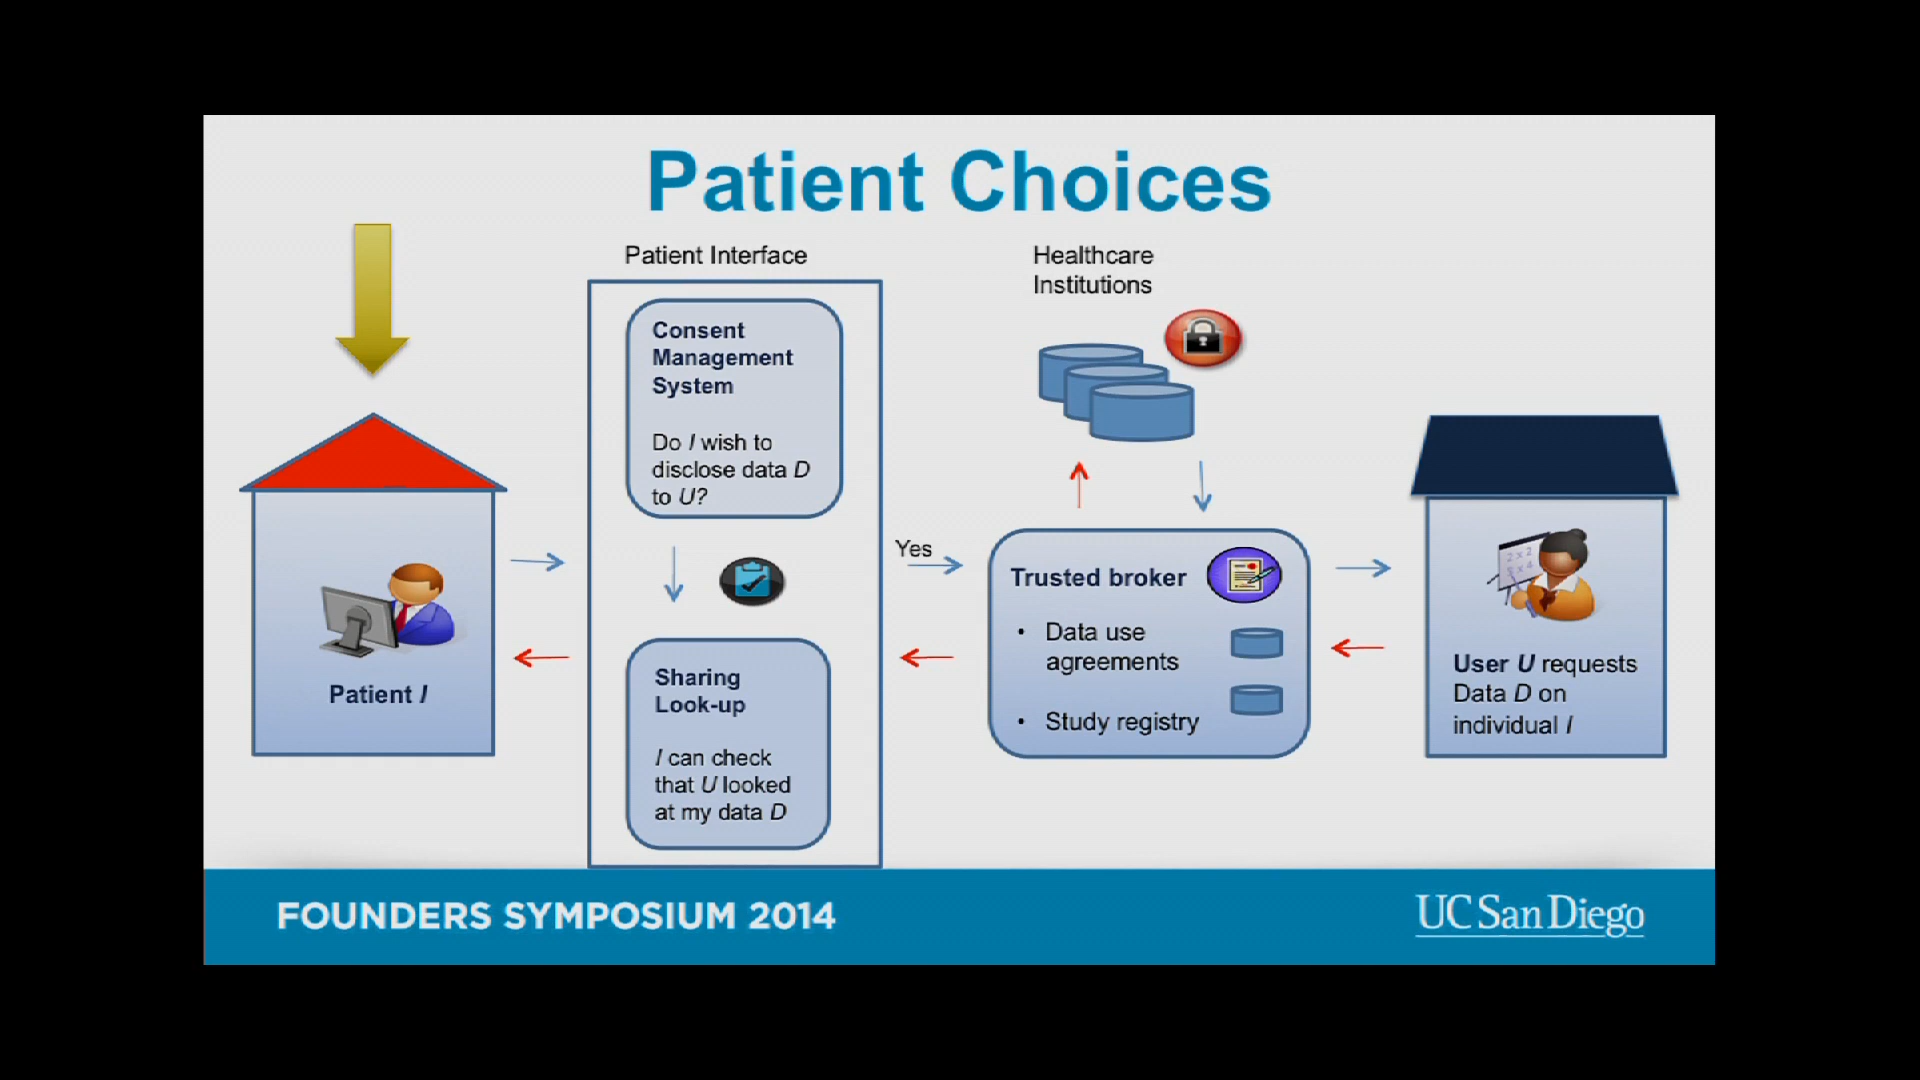 Patient Choices
Patient Interface
Healthcare
Institutions
Consent
Management
System
Do I wish to
disclose data D
to U?
Yes
Sharing
Look-up
I can check
that U looked
at my data D
Patient I
Trusted broker
• Data use
agreements
• Study registry
2 x 2
User U requests
Data D on
individual I
FOUNDERS SYMPOSIUM 2014
UC San Diego